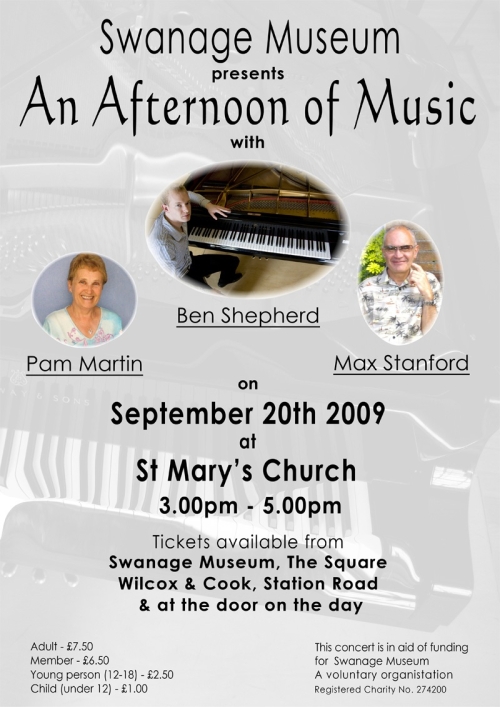 Swanage Museum
presents
An Afternoon of Music
with
Ben Shepherd
Pam Martin
Max Stanford
on
September 20th 2009
at
St Mary's Church
3.00pm - 5.00pm
Tickets available from
Swanage Museum, The Square
Wilcox & Cook, Station Road
& at the door on the day
Adult - £7.50
Member - £6.50
Young person (12-18) - £2.50
Child (under 12) - £1.00
This concert is in aid of funding
for Swanage Museum
A voluntary organistation
Registered Charity No. 274200